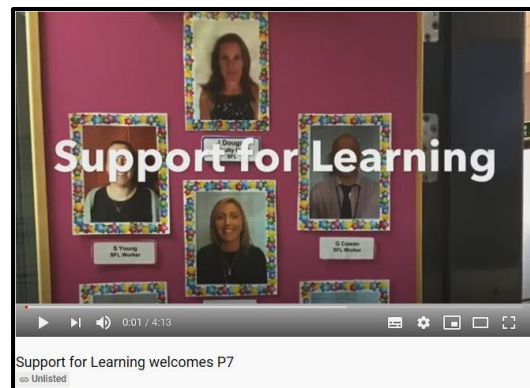 Support for Learning
S Young
SFL Worker
G Cowan
SFL Worker
0:01 / 4:13
Support for Learning welcomes P7
Unlisted